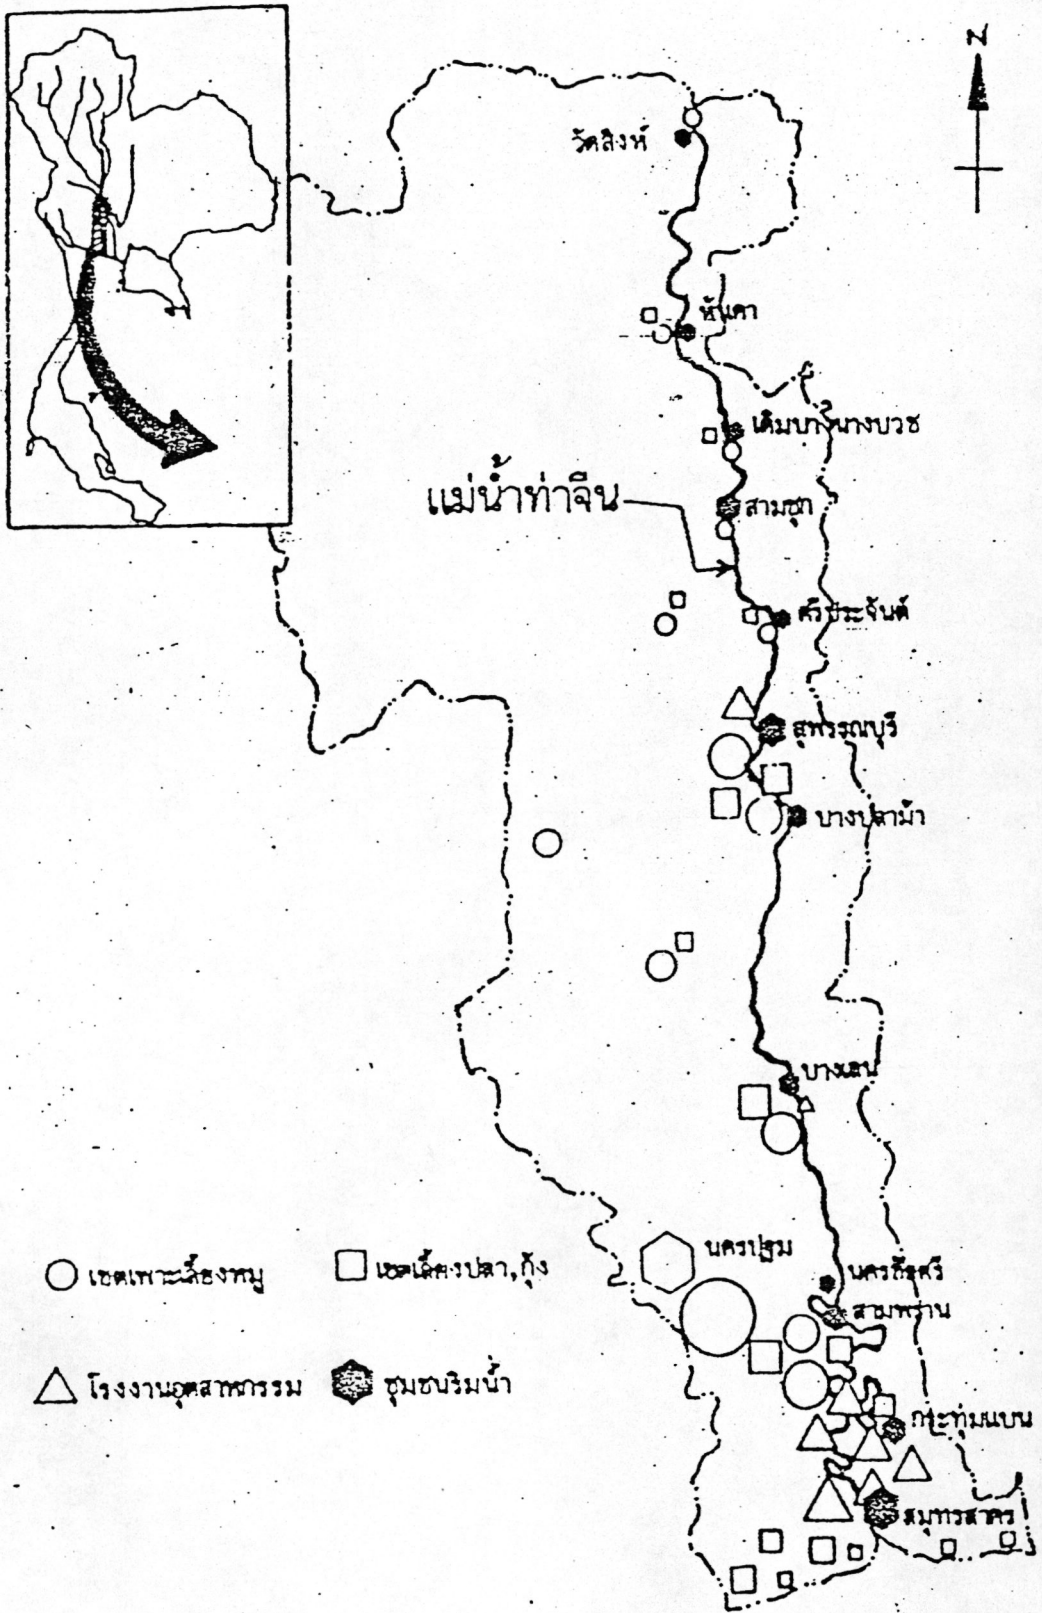 N
วัดสิงห์
หันคา
เดิมบางนางบวช
แม่น้ำท่าจีน
สามชุก
ศรีประจันต์
สุพรรณบุรี
บางปลาม้า
บางเลน
นครปฐม
นครชัยศรี
สามพราน
กระทุ่มแบน
สมุทรสาคร
เขตเพาะเลี้ยงหมู
เขตเลี้ยงปลา, กุ้ง
โรงงานอุตสาหกรรม
ชุมชนริมน้ำ